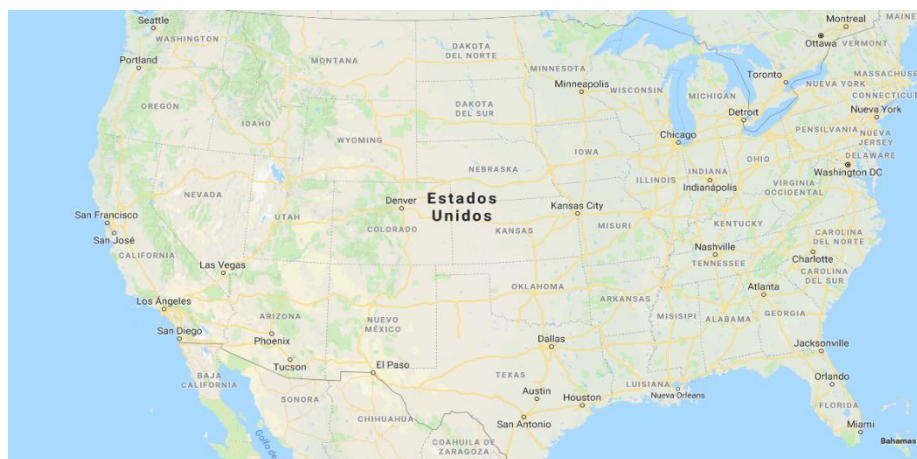 Seattle
WASHINGTON
Portland
OREGÓN
IDAHO
MONTANA
DAKOTA
DEL NORTE
MINNESOTA
Minneapolis
WISCONSIN
MICHIGAN
Montreal
MAINE
Ottawa
VERMONT
Toronto
NUEVA YORK
MASSACHUSE
CONNECTICUT
Nueva York
WYOMING
DAKOTA
DEL SUR
Detroit
Chicago
IOWA
PENSILVANIA
NUEVA
JERSEY
NEBRASKA
ILLINOIS
INDIANA
Indianápolis
OHIO
DELAWARE
Washington DC
NEVADA
UTAH
Denver
COLORADO
Estados
Unidos
KANSAS
Kansas City
MISURI
VIRGINIA
OCCIDENTAL
VIRGINIA
KENTUCKY
San Francisco
San José
CALIFORNIA
Las Vegas
Nashville
TENNESSEE
CAROLINA
DEL NORTE
Charlotte
CAROLINA
DEL SUR
Los Ángeles
San Diego
ARIZONA
Phoenix
Tucson
NUEVO
MÉXICO
El Paso
OKLAHOMA
ARKANSAS
MISISIPI
ALABAMA
Atlanta
GEORGIA
Dallas
TEXAS
Austin
Houston
San Antonio
LUISIANA
Nueva Orleans
Jacksonville
Orlando
FLORIDA
Miami
Bahamas
BAJA
CALIFORNIA
SONORA
CHIHUAHUA
COAHUILA DE
ZARAGOZA
Golfo de